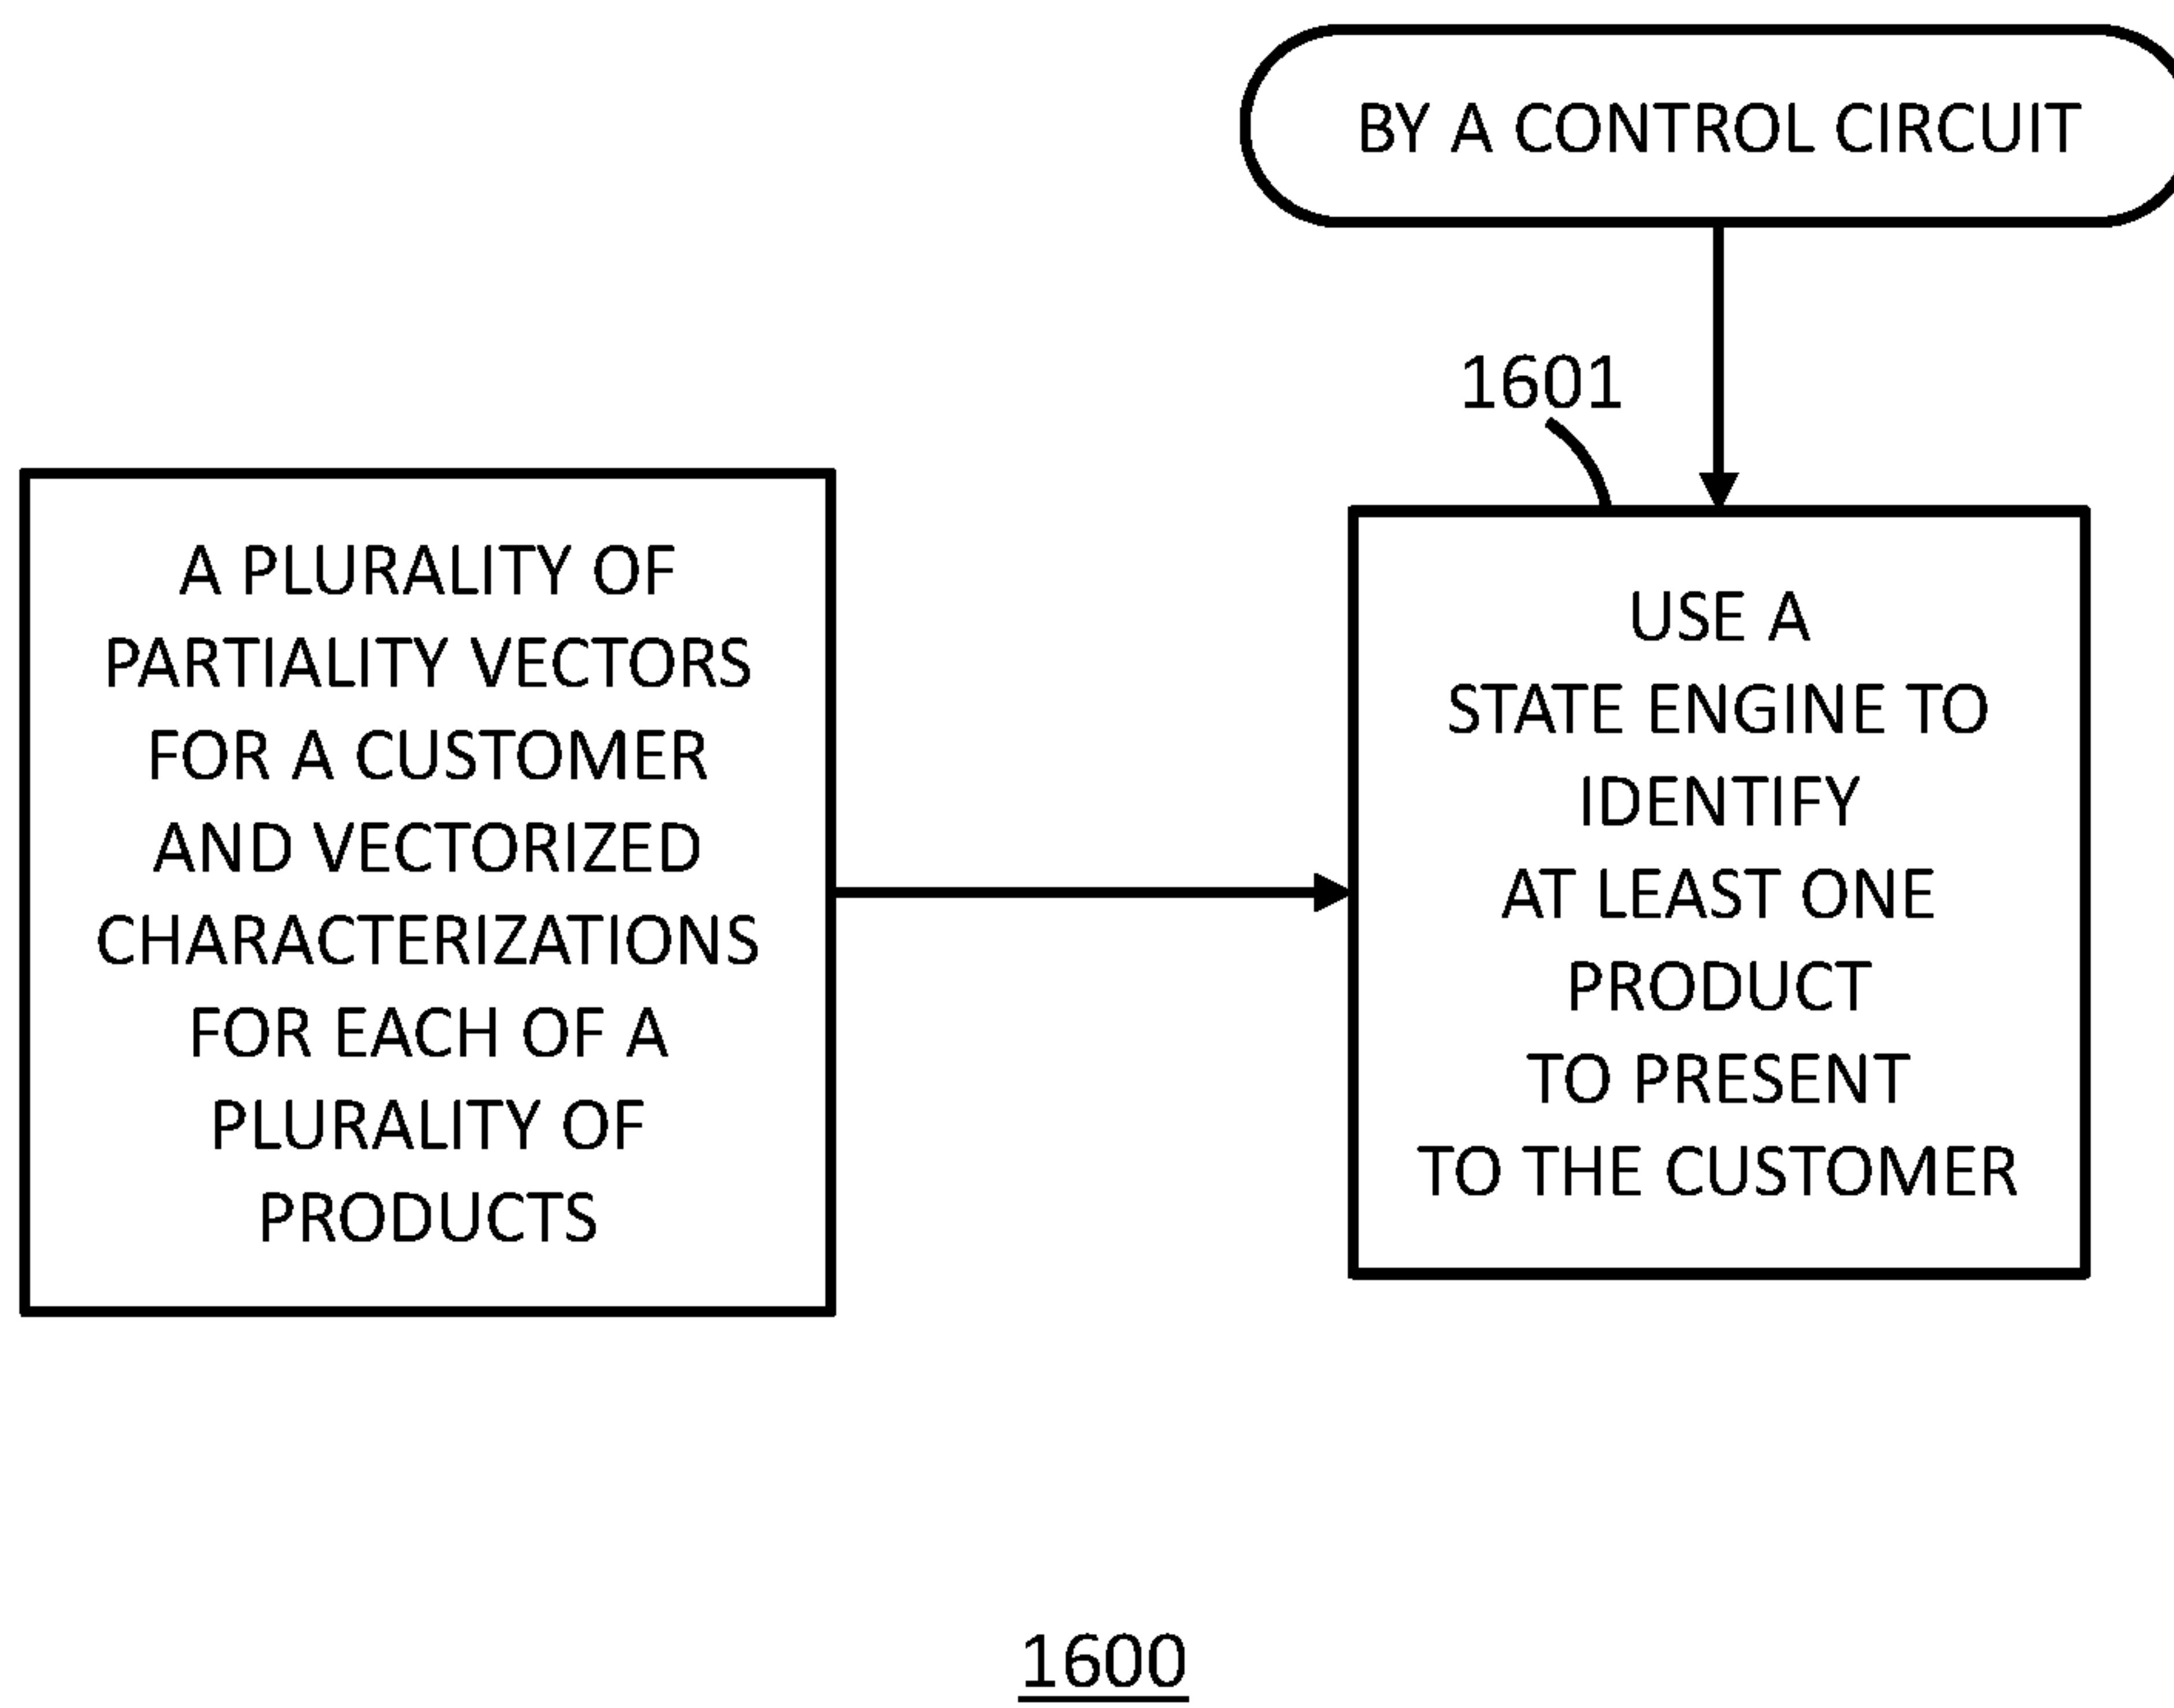 BY A CONTROL CIRCUIT
1601
A PLURALITY OF
PARTIALITY VECTORS
FOR A CUSTOMER
AND VECTORIZED
CHARACTERIZATIONS
FOR EACH OF A
PLURALITY OF
PRODUCTS
USE A
STATE ENGINE TO
IDENTIFY
AT LEAST ONE
PRODUCT
TO PRESENT
TO THE CUSTOMER
1600